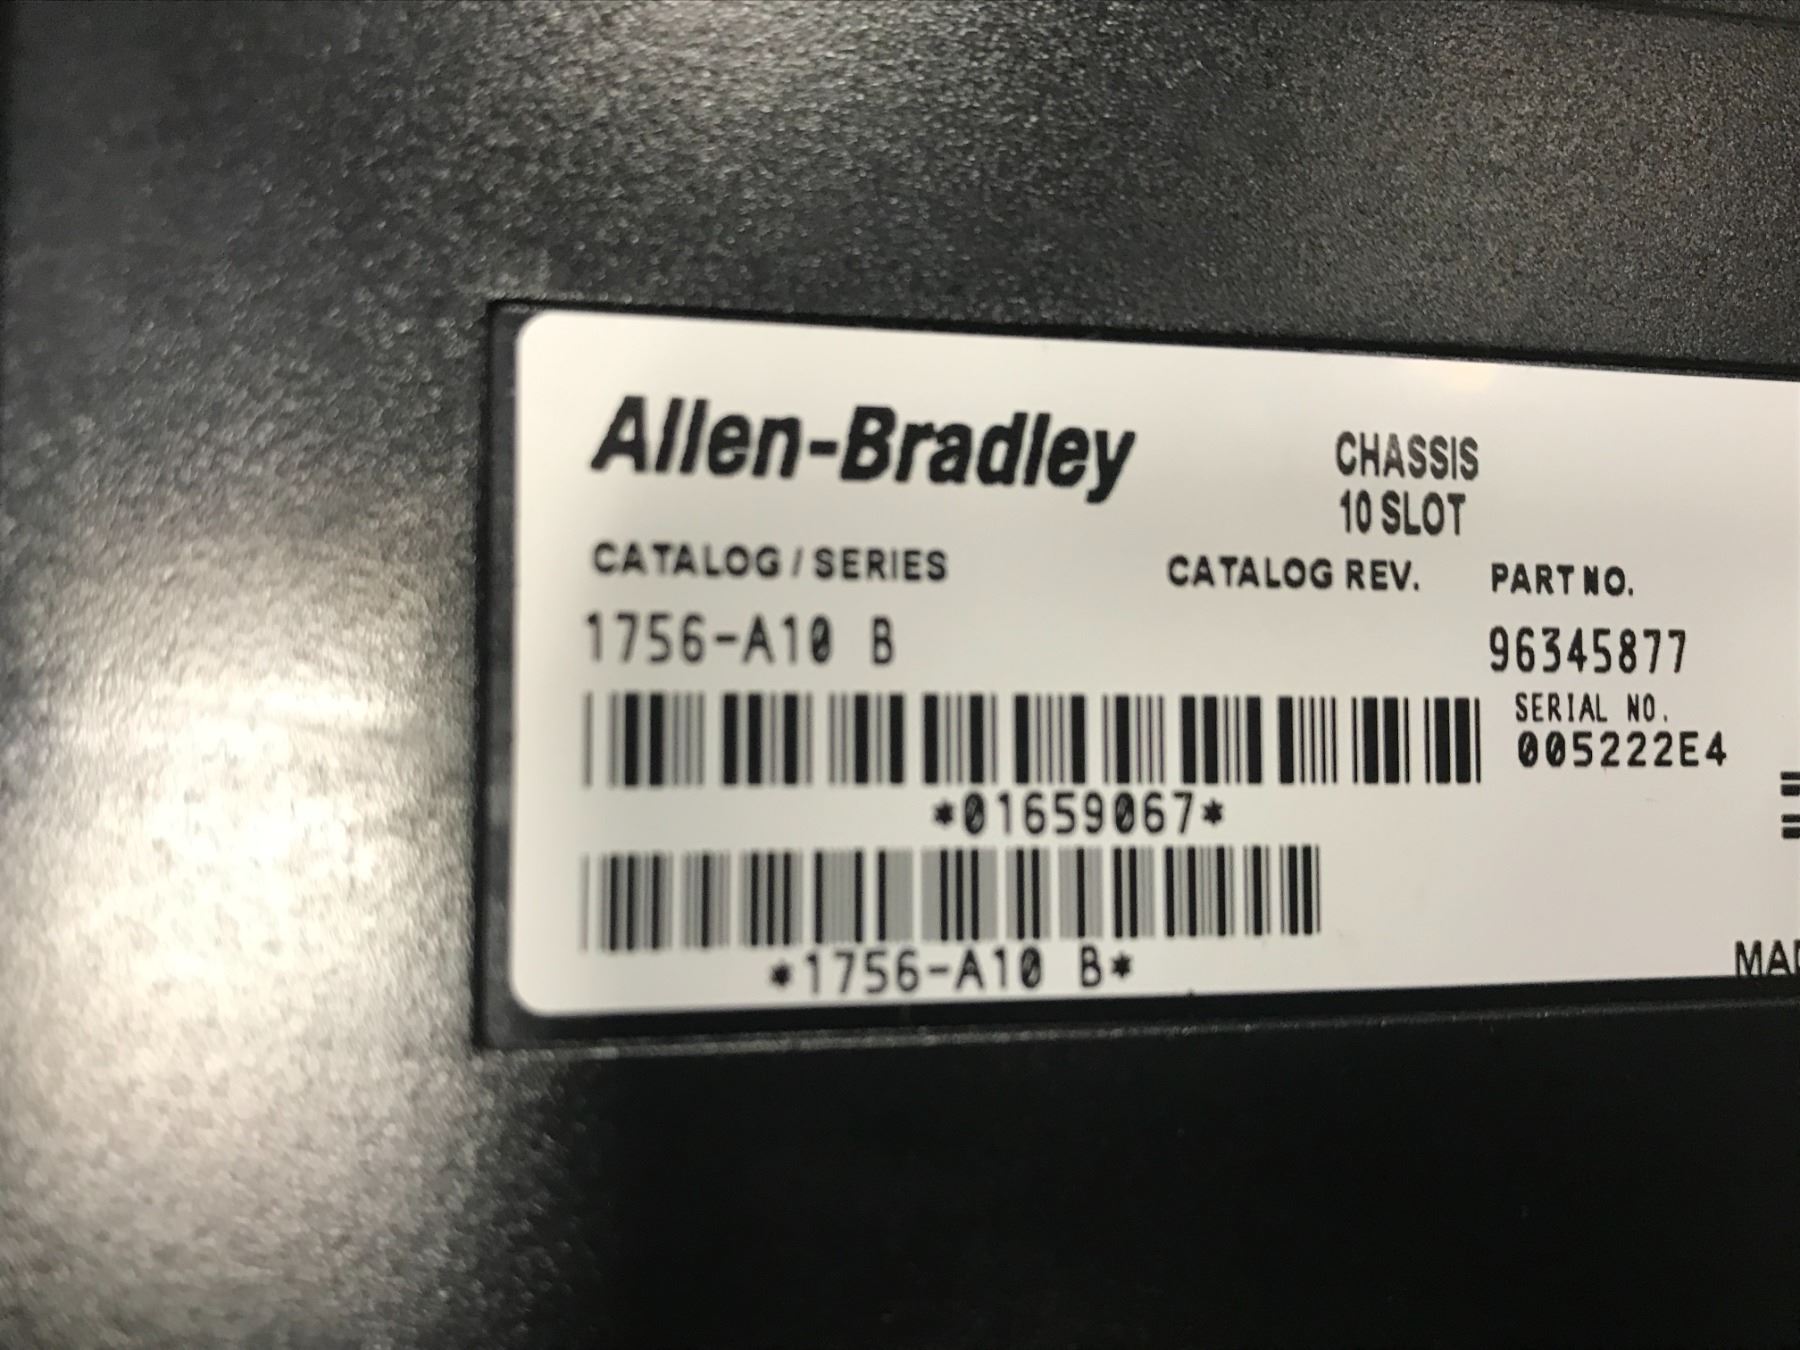 Allen-Bradley
CHASSIS
10 SLOT
CATALOG / SERIES CATALOG REV. PART NO.
1756-A10 B 96345877
SERIAL NO.
005222E4
*01659067*
*1756-A10 B*